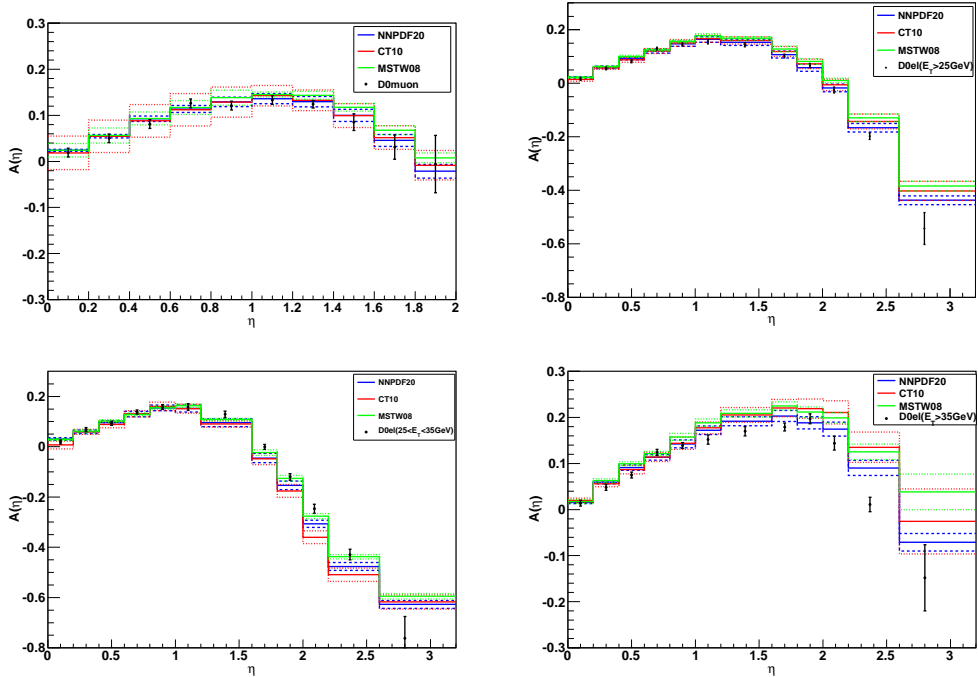 0.3
0.2
0.1
0
-0.1
-0.2
-0.3
A(η)
0 0.2 0.4 0.6 0.8 1 1.2 1.4 1.6 1.8 2
η
NNPDF20
CT10
MSTW08
D0muon
0.2
0
-0.2
-0.4
-0.6
-0.8
A(η)
0 0.5 1 1.5 2 2.5 3
η
NNPDF20
CT10
MSTW08
D0el(E_T>25GeV)
0.2
0
-0.2
-0.4
-0.6
-0.8
A(η)
0 0.5 1 1.5 2 2.5 3
η
NNPDF20
CT10
MSTW08
D0el(25<E_T<35GeV)
0.3
0.2
0.1
0
-0.1
-0.2
-0.3
A(η)
0 0.5 1 1.5 2 2.5 3
η
NNPDF20
CT10
MSTW08
D0el(E_T>35GeV)